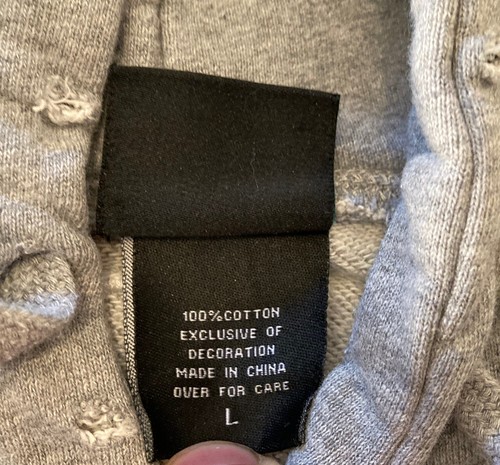 100%COTTON
EXCLUSIVE OF
DECORATION
MADE IN CHINA
OVER FOR CARE
L